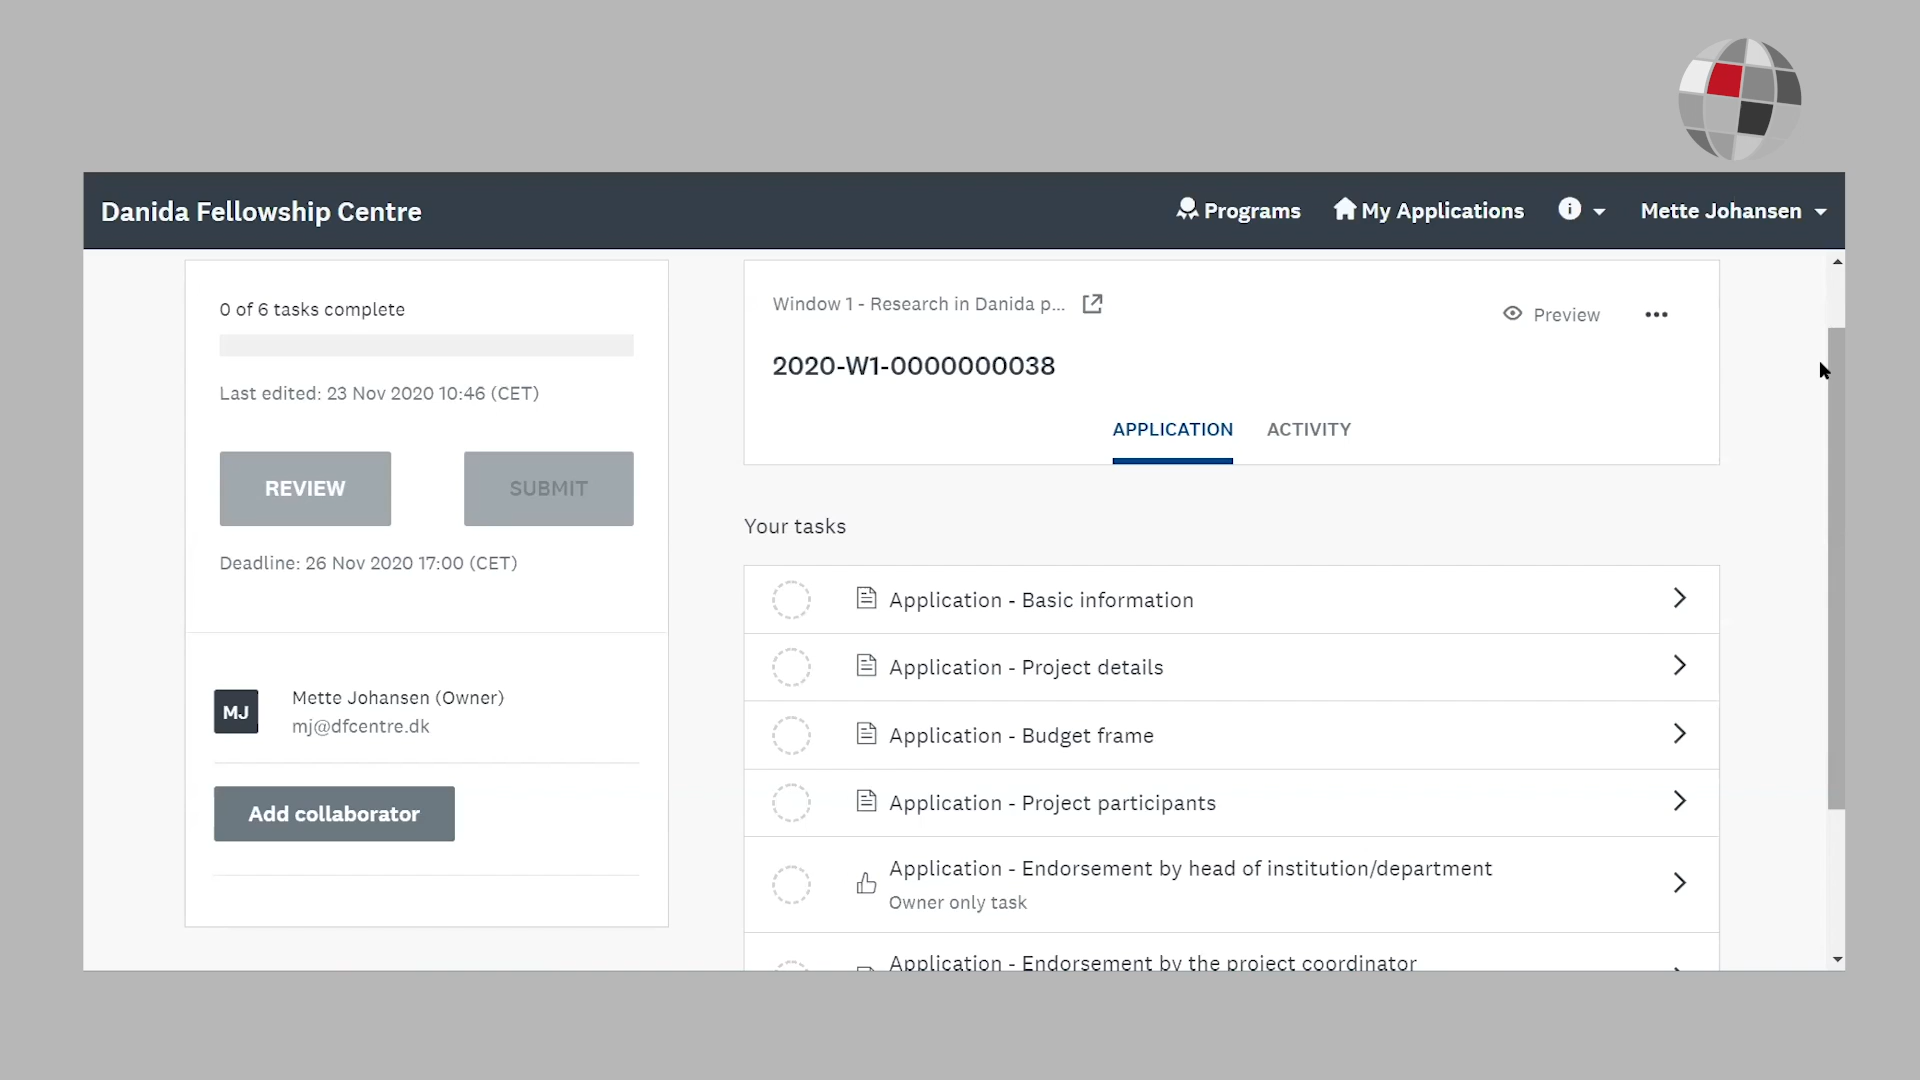 Danida Fellowship Centre
Programs
My Applications
Mette Johansen
0 of 6 tasks complete
Last edited: 23 Nov 2020 10:46 (CET)
REVIEW
SUBMIT
Deadline: 26 Nov 2020 17:00 (CET)
MJ
Mette Johansen (Owner)
mj@dfcentre.dk
Add collaborator
Window 1 - Research in Danida p...
Preview
2020-W1-0000000038
APPLICATION
ACTIVITY
Your tasks
Application - Basic information
Application - Project details
Application - Budget frame
Application - Project participants
Application - Endorsement by head of institution/department
Owner only task
Application - Endorsement by the project coordinator